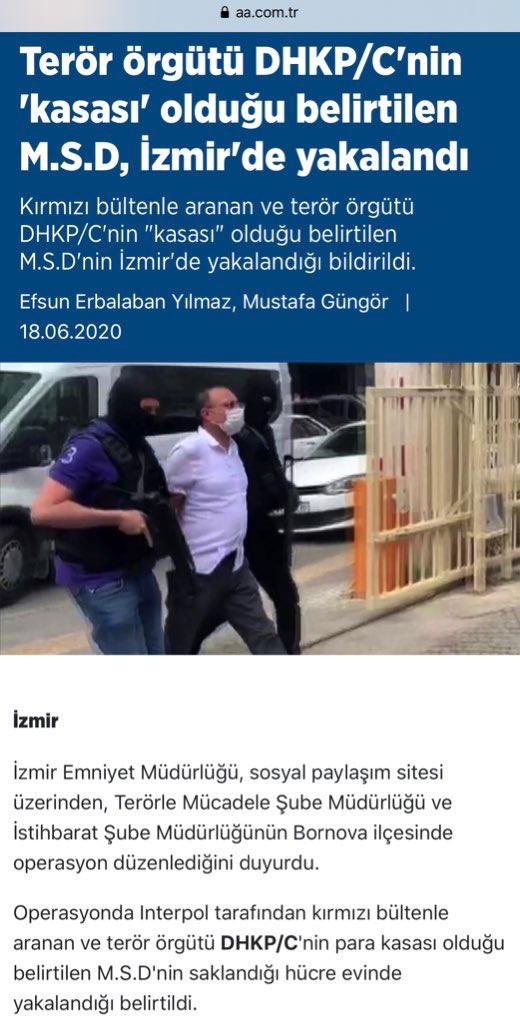 aa.com.tr
Terör örgütü DHKP/C'nin
'kasası' olduğu belirtilen
M.S.D, İzmir'de yakalandı
Kırmızı bültenle aranan ve terör örgütü
DHKP/C'nin "kasası" olduğu belirtilen
M.S.D'nin İzmir'de yakalandığı bildirildi.
Efsun Erbalaban Yılmaz, Mustafa Güngör |
18.06.2020
3
İzmir
İzmir Emniyet Müdürlüğü, sosyal paylaşım sitesi
üzerinden, Terörle Mücadele Şube Müdürlüğü ve
İstihbarat Şube Müdürlüğünün Bornova ilçesinde
operasyon düzenlediğini duyurdu.
Operasyonda Interpol tarafından kırmızı bültenle
aranan ve terör örgütü DHKP/C'nin para kasası olduğu
belirtilen M.S.D'nin saklandığı hücre evinde
yakalandığı belirtildi.